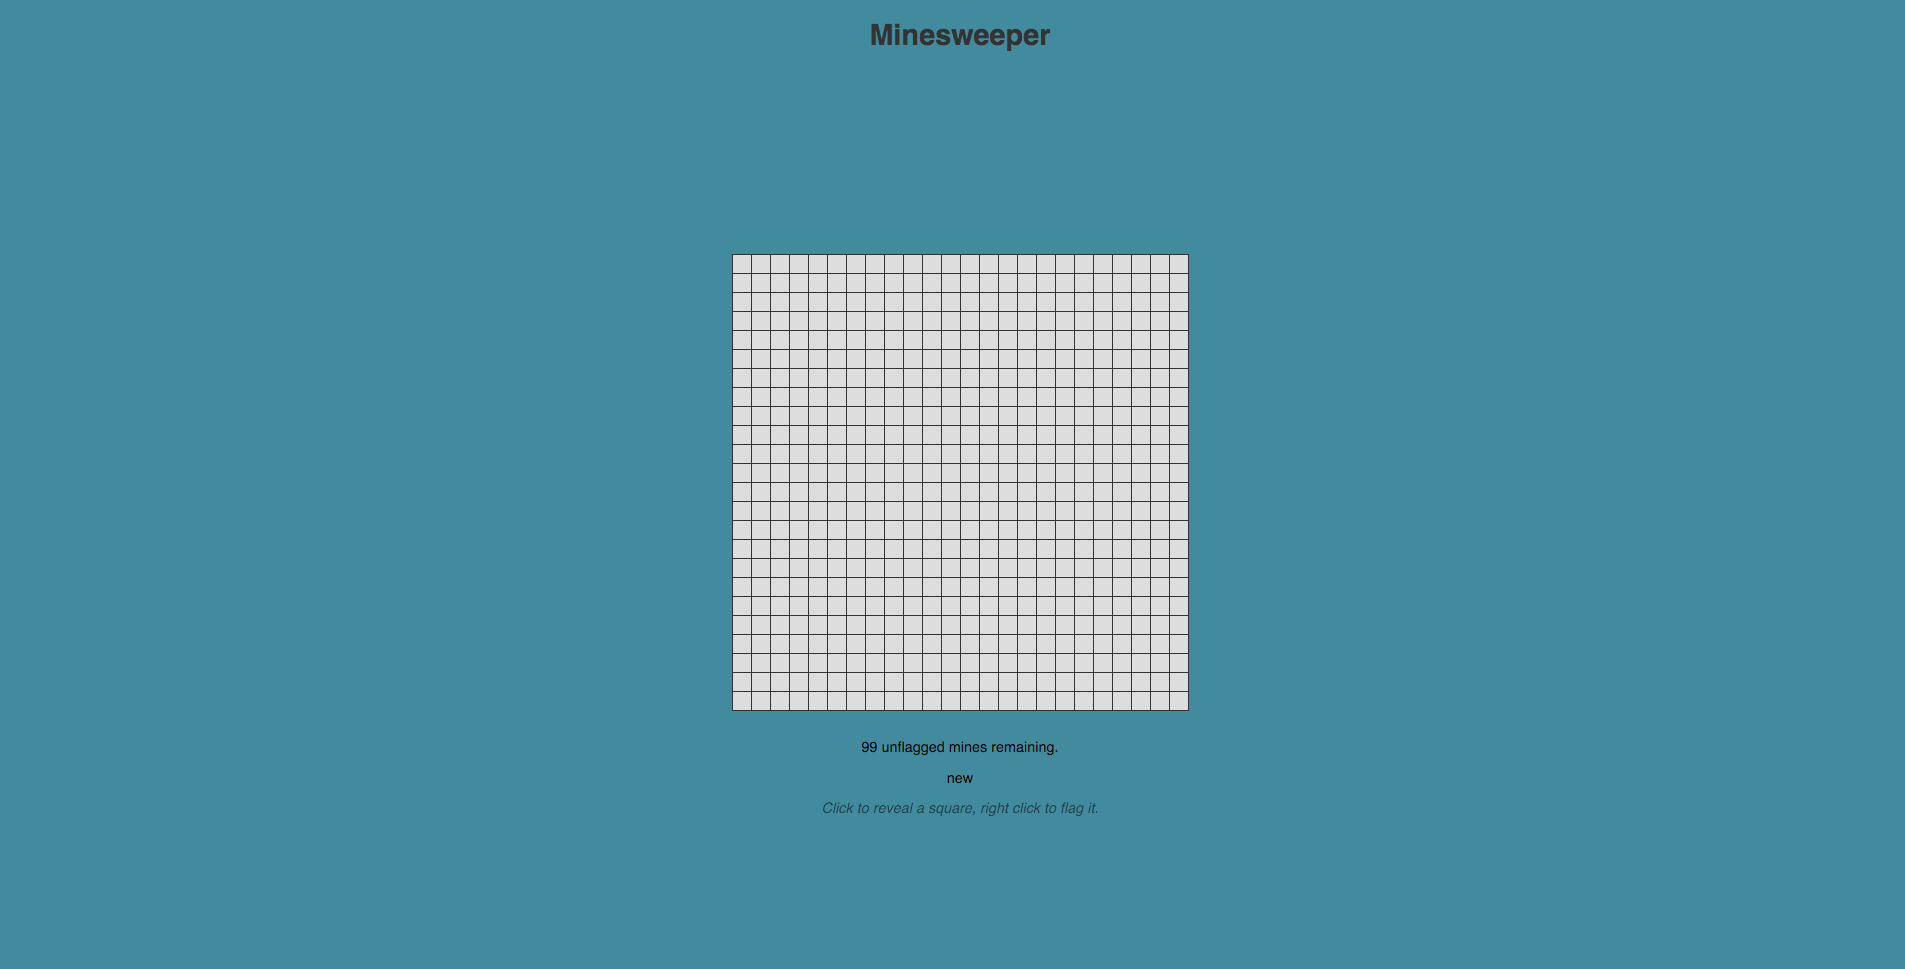 Minesweeper
99 unflagged mines remaining.
new
Click to reveal a square, right click to flag it.